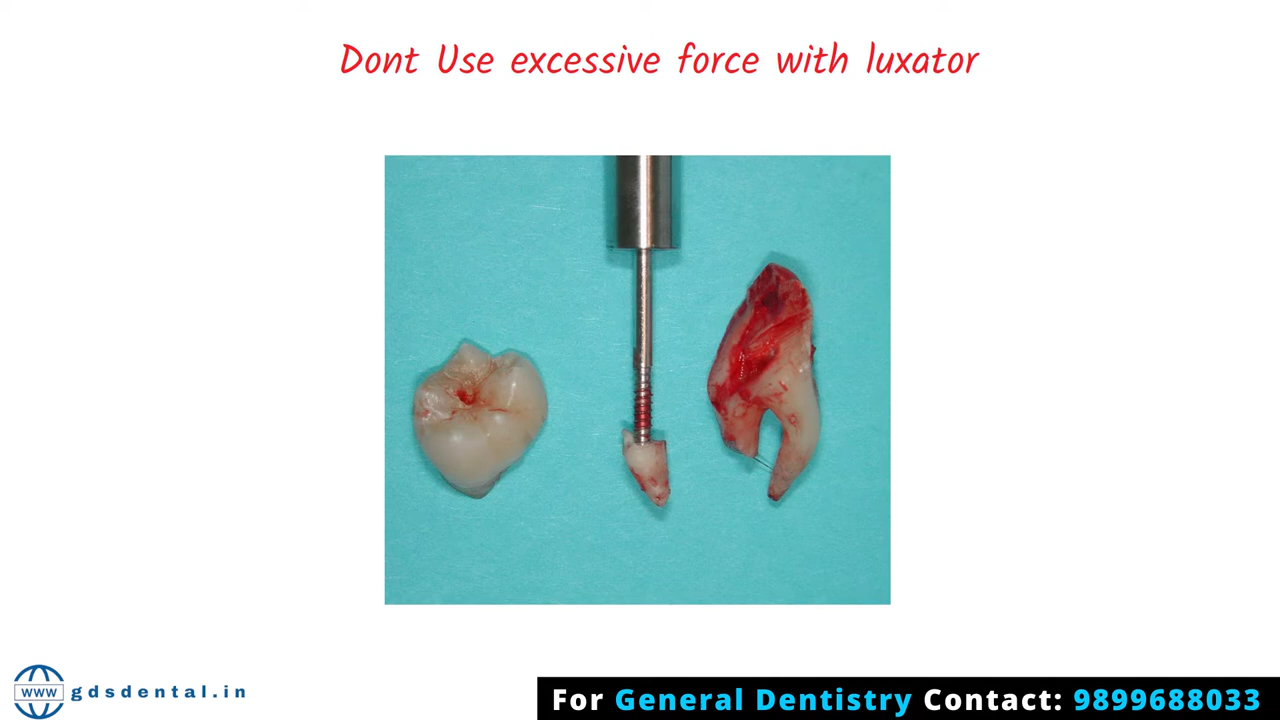 Dont Use excessive force with luxator
www gdsdental.in
For General Dentistry Contact: 9899688033